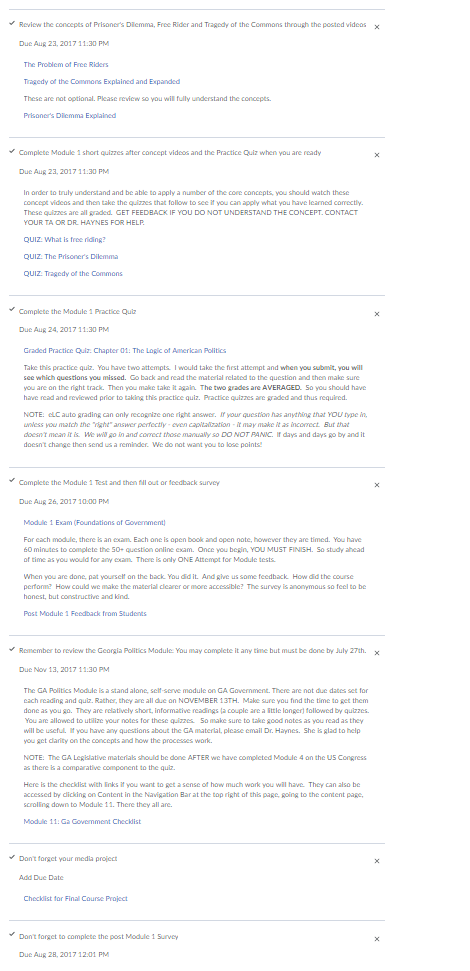 Review the concepts of Prisoner's Dilemma, Free Rider and Tragedy of the Commons through the posted videos
Due Aug 23, 2017 11:30 PM
The Problem of Free Riders
Tragedy of the Commons Explained and Expanded
These are not optional. Please review so you will fully understand the concepts.
Prisoner's Dilemma Explained
Complete Module 1 short quizzes after concept videos and the Practice Quiz when you are ready
Due Aug 23, 2017 11:30 PM
In order to truly understand and be able to apply a number of the core concepts, you should watch these
concept videos and then take the quizzes that follow to see if you can apply what you have learned correctly.
These quizzes are all graded. GET FEEDBACK IF YOU DO NOT UNDERSTAND THE CONCEPT. CONTACT
YOUR TA OR DR. HAYNES FOR HELP.
QUIZ: What is free riding?
QUIZ: The Prisoner's Dilemma
QUIZ: Tragedy of the Commons
Complete the Module 1 Practice Quiz
Due Aug 24, 2017 11:30 PM
Graded Practice Quiz: Chapter 01: The Logic of American Politics
Take this practice quiz. You have two attempts. I would take the first attempt and when you submit, you will
see which questions you missed. Go back and read the material related to the question and then make sure
you are on the right track. Then you may take it again. The two grades are AVERAGED. So you should have
have read and reviewed prior to taking this practice quiz. Practice quizzes are graded and thus required.
NOTE: eLC auto grading can only recognize one right answer. If your question has anything that YOU type in,
unless you match the "right" answer perfectly - even capitalization - it may make it as incorrect. But that
doesn't mean it is. We will go in and correct those manually so DO NOT PANIC. If days and days go by and it
doesn't change then send us a reminder. We do not want you to lose points!
Complete the Module 1 Test and then fill out or feedback survey
Due Aug 26, 2017 10:00 PM
Module 1 Exam (Foundations of Government)
For each module, there is an exam. Each one is open book and open note, however they are timed. You have
60 minutes to complete the 50+ question online exam. Once you begin, YOU MUST FINISH. So study ahead
of time as you would for any exam. There is only ONE Attempt for Module tests.
When you are done, pat yourself on the back. You did it. And give us some feedback. How did the course
perform? How could we make the material clearer or more accessible? The survey is anonymous so feel to be
honest, but constructive and kind.
Post Module 1 Feedback from Students
Remember to review the Georgia Politics Module: You may complete it any time but must be done by July 27th.
Due Nov 13, 2017 11:30 PM
The GA Politics Module is a stand alone, self-serve module on GA Government. There are not due dates set for
each reading and quiz. Rather, they are all due on NOVEMBER 13TH. Make sure you find the time to get them
done as you go. They are relatively short, informative readings (a couple are a little longer) followed by quizzes.
You are allowed to utilize your notes for these quizzes. So make sure to take good notes as you read as they
will be useful. If you have any questions about the GA material, please email Dr. Haynes. She is glad to help
you get clarity on the concepts and how the processes work.
NOTE: The GA Legislative materials should be done AFTER we have completed Module 4 on the US Congress
as there is a comparative component to the quiz.
Here is the checklist with links if you want to get a sense of how much work you will have. They can also be
accessed by clicking on Content in the Navigation Bar at the top right of this page, going to the content page,
scrolling down to Module 11. There they all are.
Module 11: Ga Government Checklist
Don't forget your media project
Add Due Date
Checklist for Final Course Project
Don't forget to complete the post Module 1 Survey
Due Aug 28, 2017 12:01 PM